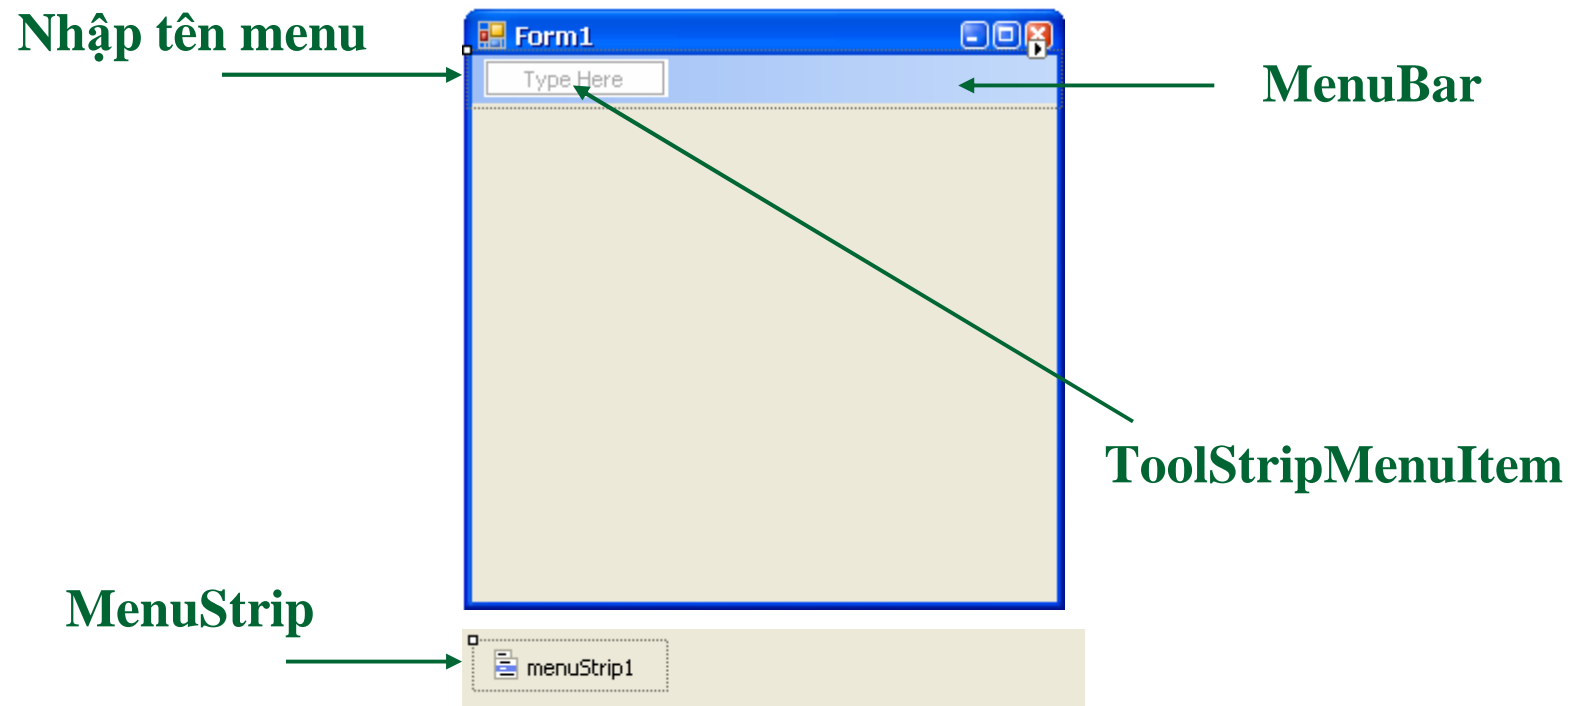 Nhập tên menu
Form1
Type Here
MenuBar
ToolStripMenuItem
MenuStrip
menuStrip1